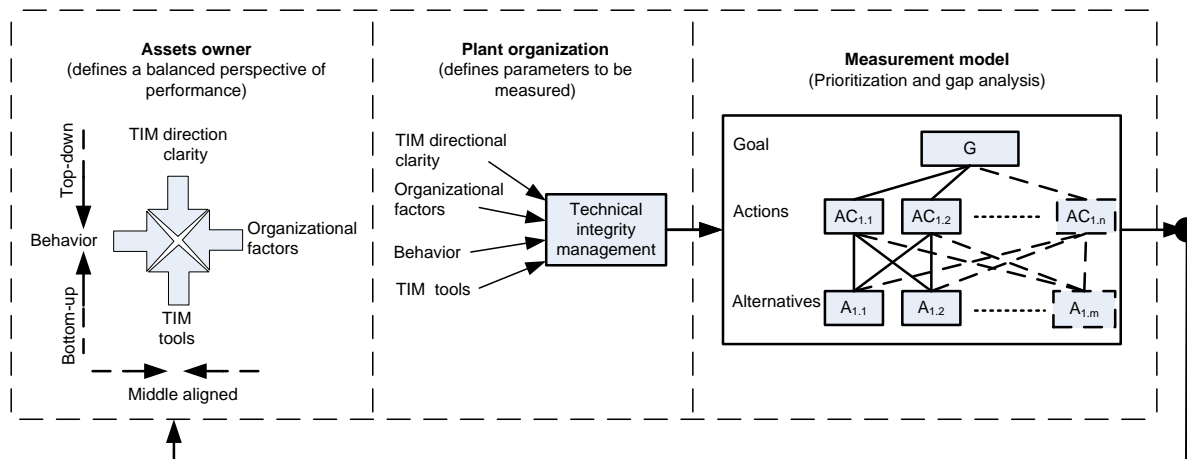 Assets owner
(defines a balanced perspective of
performance)
TIM direction
clarity
Top-down
Behavior
Organizational
factors
Bottom-up
TIM
tools
Middle aligned
Plant organization
(defines parameters to be
measured)
TIM directional
clarity
Organizational
factors
Behavior
TIM tools
Technical
integrity
management
Measurement model
(Prioritization and gap analysis)
Goal
G
Actions
AC1.1
AC1.2
AC1.n
Alternatives
A1.1
A1.2
A1.m